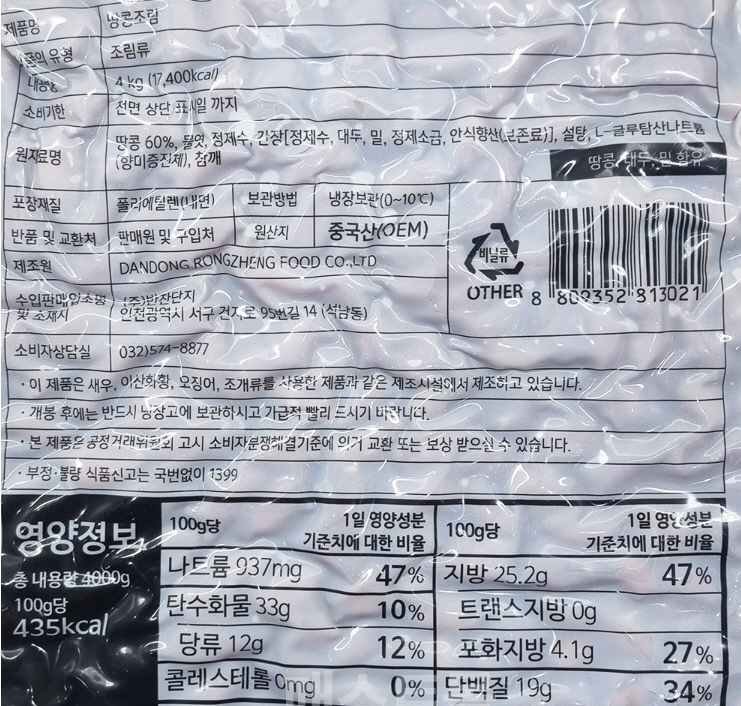 제품명 땅콩조림
식품의 유형 조림류
내용량 4 kg (17,400kcal)
소비기한 전면 상단 표시일 까지
원재료명 땅콩 60%, 물엿, 정제수, 간장[정제수, 대두, 밀, 정제소금, 안식향산(보존료)], 설탕, L-글루탐산나트륨
(향미증진제), 참깨
땅콩, 대두, 밀 함유
포장재질 폴리에틸렌(내면) 보관방법 냉장보관(0~10℃)
반품 및 교환처 판매원 및 구입처 원산지 중국산(OEM)
제조원 DANDONG RONGZHENG FOOD CO.,LTD
비닐류
OTHER
8 809352 813021
수입판매업소명 (주)반찬단지
및 소재지 인천광역시 서구 건지로 95번길 14 (석남동)
소비자상담실 032)574-8877
· 이 제품은 새우, 이산화황, 오징어, 조개류를 사용한 제품과 같은 제조시설에서 제조하고 있습니다.
· 개봉 후에는 반드시 냉장고에 보관하시고 가급적 빨리 드시기 바랍니다.
· 본 제품은 공정거래위원회 고시 소비자분쟁해결기준에 의거 교환 또는 보상 받으실 수 있습니다.
· 부정·불량 식품신고는 국번없이 1399
영양정보
총 내용량 4000g
100g당
435kcal
100g당 1일 영양성분
기준치에 대한 비율
나트륨 937mg 47%
탄수화물 33g 10%
당류 12g 12%
콜레스테롤 0mg 0%
100g당 1일 영양성분
기준치에 대한 비율
지방 25.2g 47%
트랜스지방 0g
포화지방 4.1g 27%
단백질 19g 34%